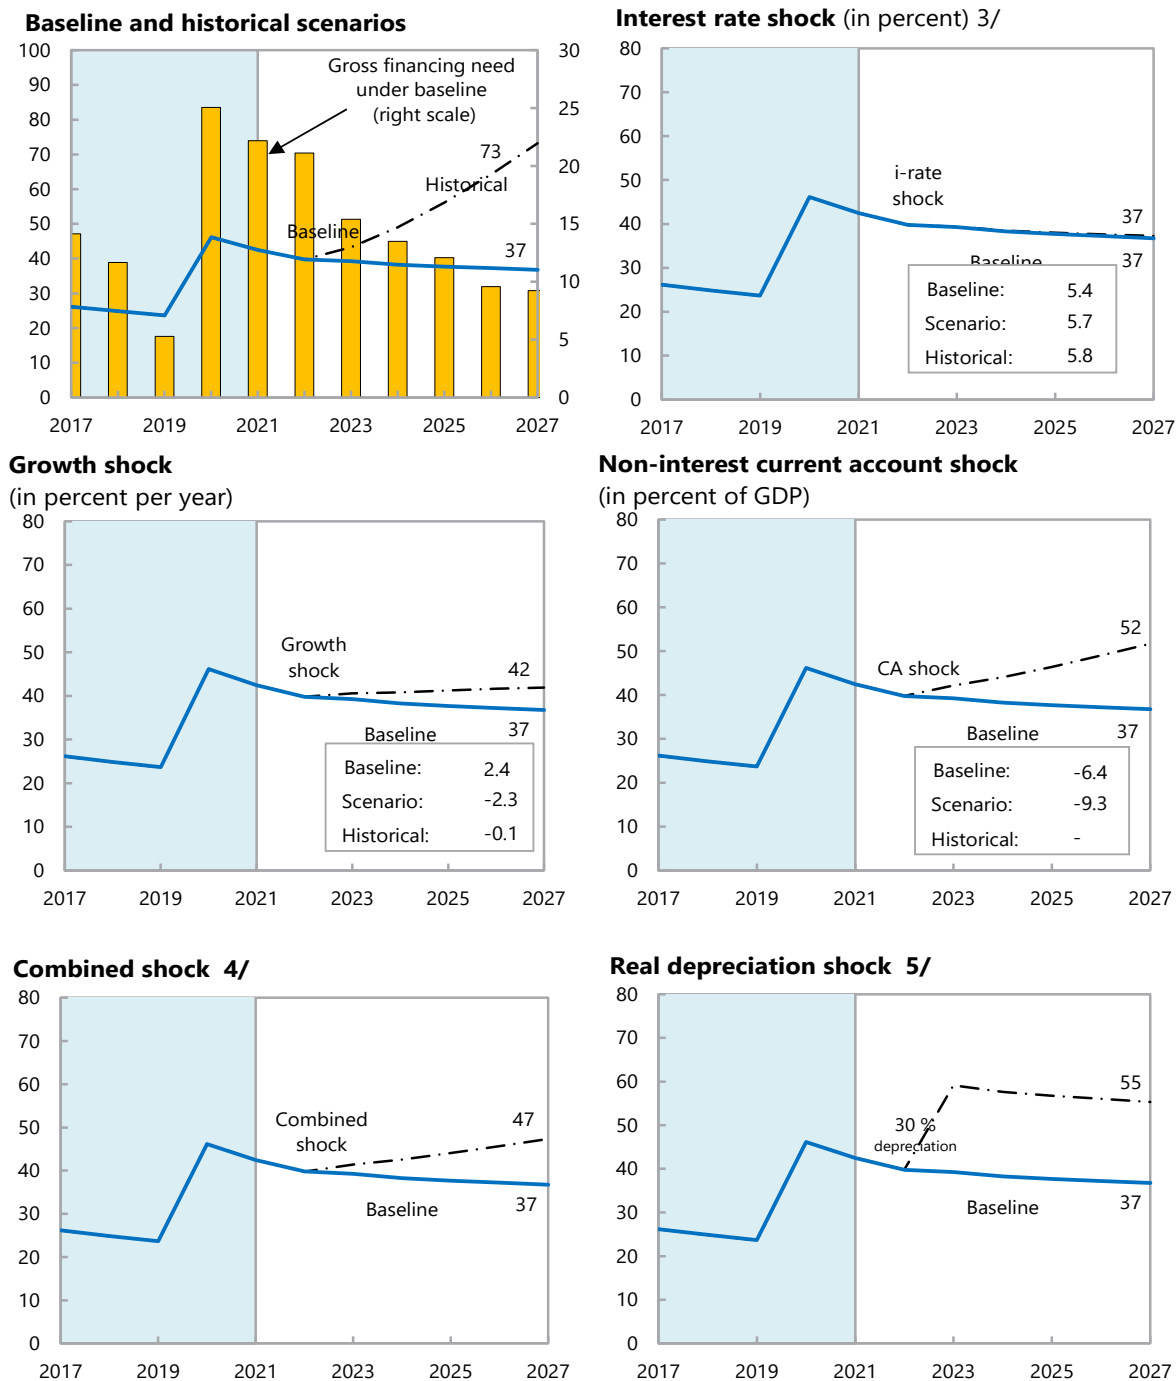 Baseline and historical scenarios
100
90
80
70
60
50
40
30
20
10
0
30
25
20
15
10
5
0
Gross financing need
under baseline
(right scale)
73
Historical
Baseline
37
2017 2019 2021 2023 2025 2027
Interest rate shock (in percent) 3/
80
70
60
50
40
30
20
10
0
i-rate
shock
37
Baseline
37
Baseline: 5.4
Scenario: 5.7
Historical: 5.8
2017 2019 2021 2023 2025 2027
Growth shock
(in percent per year)
80
70
60
50
40
30
20
10
0
Growth
shock
42
Baseline
37
Baseline: 2.4
Scenario: -2.3
Historical: -0.1
2017 2019 2021 2023 2025 2027
Non-interest current account shock
(in percent of GDP)
80
70
60
50
40
30
20
10
0
52
CA shock
Baseline
37
Baseline: -6.4
Scenario: -9.3
Historical: -
2017 2019 2021 2023 2025 2027
Combined shock 4/
80
70
60
50
40
30
20
10
0
Combined
shock
47
Baseline
37
2017 2019 2021 2023 2025 2027
Real depreciation shock 5/
80
70
60
50
40
30
20
10
0
55
30 %
depreciation
Baseline
37
2017 2019 2021 2023 2025 2027